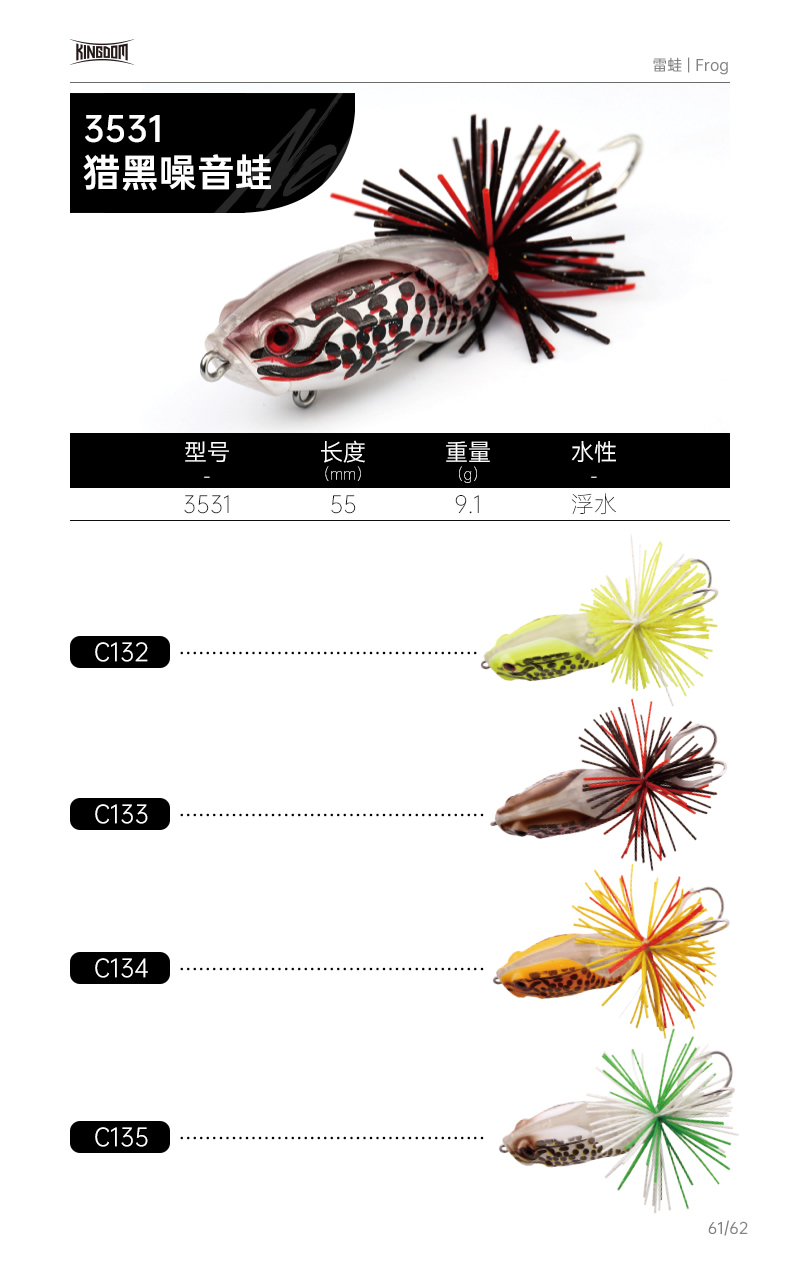 KINGDOM
雷蛙 | Frog
3531
猎黑噪音蛙
型号 长度 重量 水性
- (mm) (g) -
3531 55 9.1 浮水
C132
C133
C134
C135
61/62